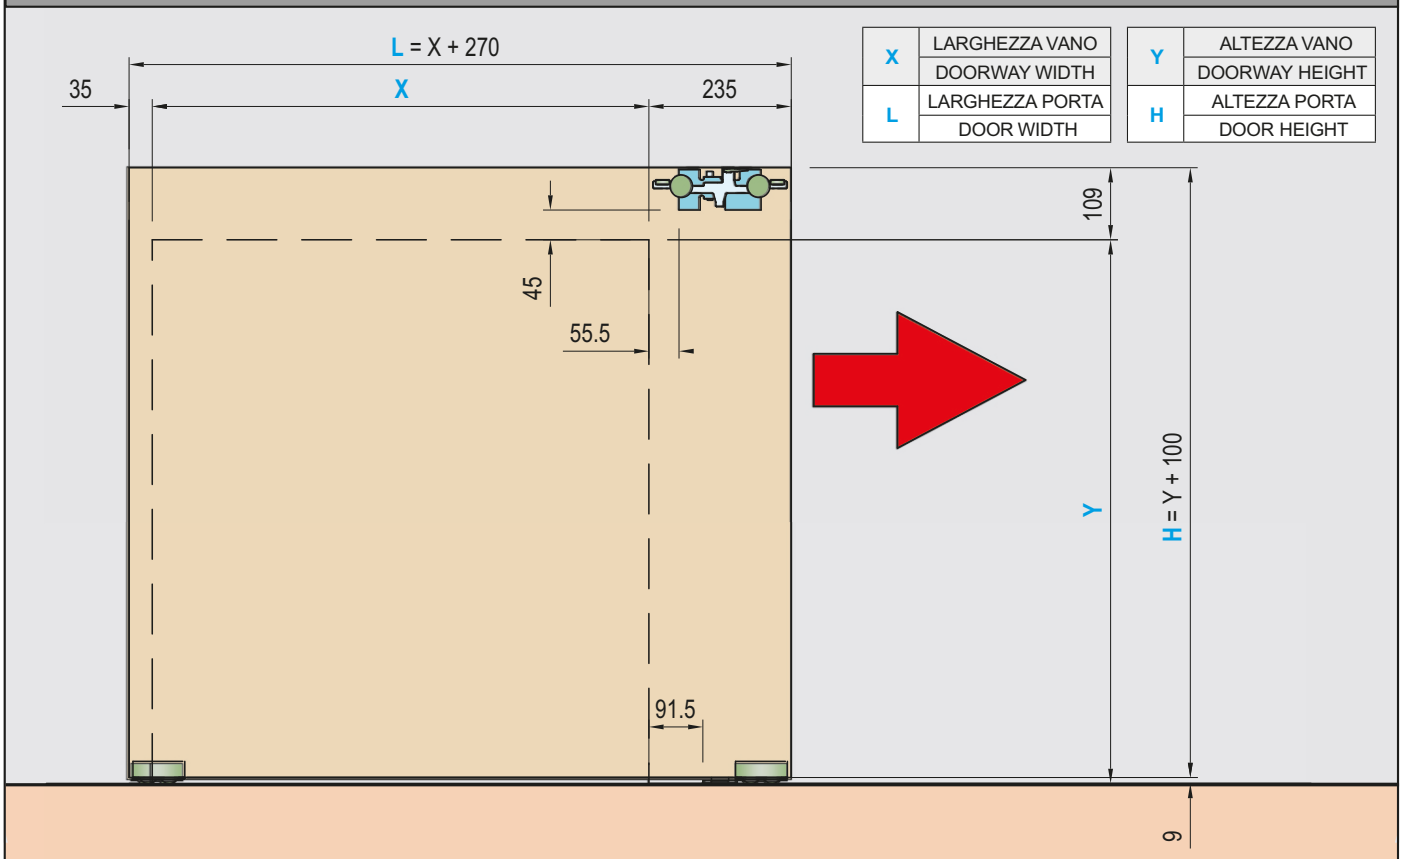 L = X + 270
35
X
235
X
LARGHEZZA VANO
DOORWAY WIDTH
L
LARGHEZZA PORTA
DOOR WIDTH
Y
ALTEZZA VANO
DOORWAY HEIGHT
H
ALTEZZA PORTA
DOOR HEIGHT
109
45
55.5
Y
H = Y + 100
91.5
9